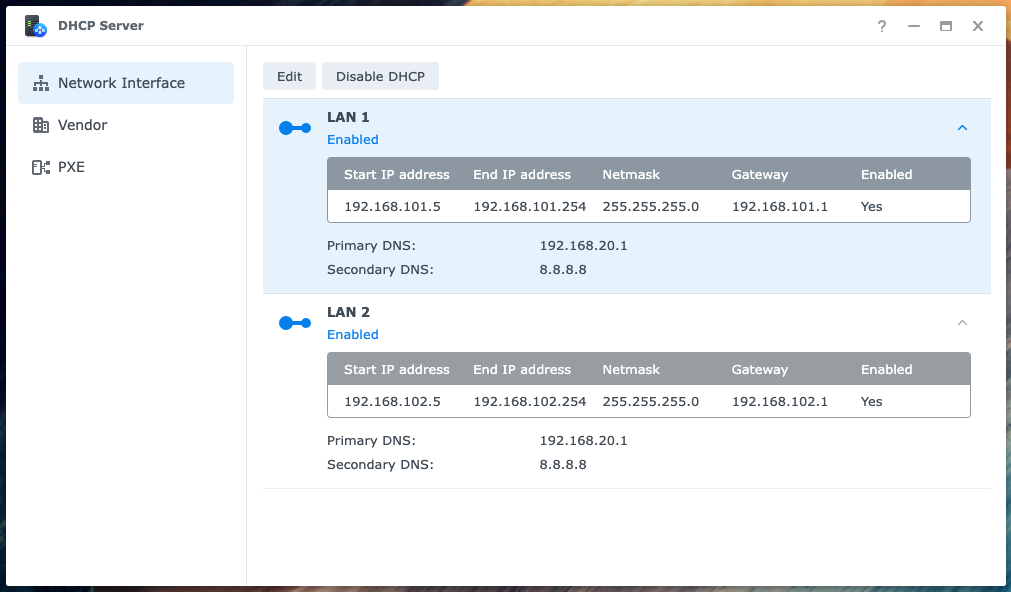 DHCP Server
?
Network Interface
Vendor
PXE
Edit Disable DHCP
LAN 1
Enabled
Start IP address End IP address Netmask Gateway Enabled
192.168.101.5 192.168.101.254 255.255.255.0 192.168.101.1 Yes
Primary DNS: 192.168.20.1
Secondary DNS: 8.8.8.8
LAN 2
Enabled
Start IP address End IP address Netmask Gateway Enabled
192.168.102.5 192.168.102.254 255.255.255.0 192.168.102.1 Yes
Primary DNS: 192.168.20.1
Secondary DNS: 8.8.8.8